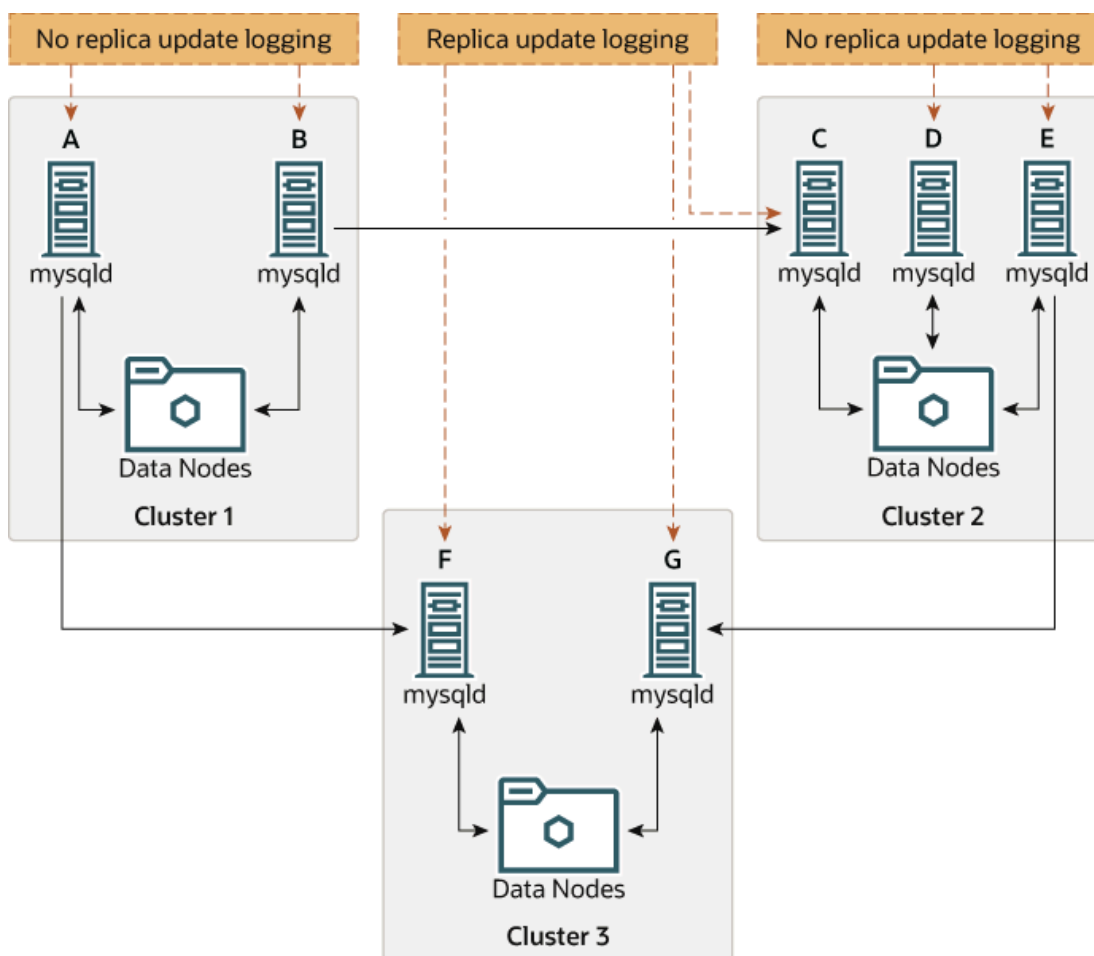 No replica update logging
Replica update logging
No replica update logging
A
B
C
D
E
mysqld
mysqld
mysqld
mysqld
mysqld
Data Nodes
Data Nodes
Cluster 1
Cluster 2
F
G
mysqld
mysqld
Data Nodes
Cluster 3